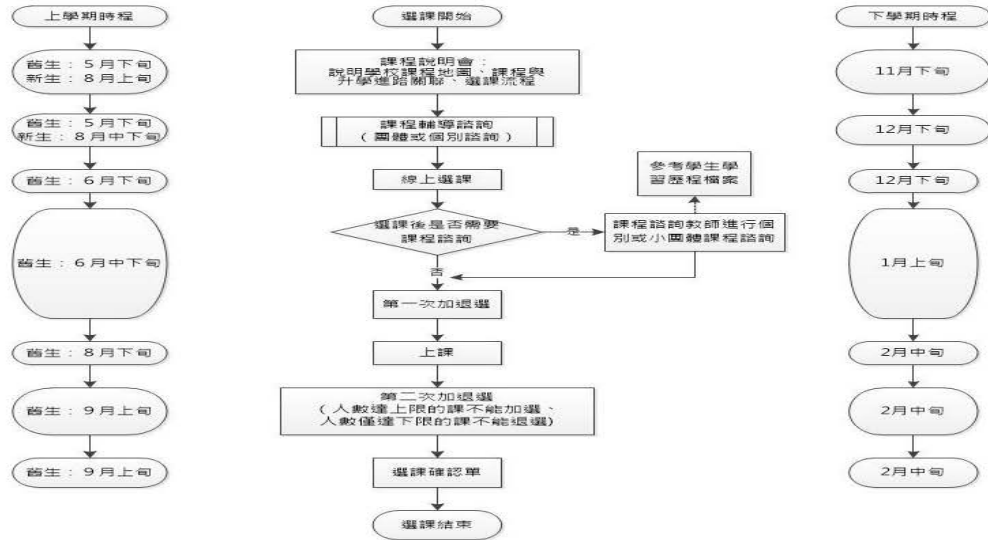 上學期時程
舊生：5月下旬
新生：8月上旬
舊生：5月下旬
新生：8月中下旬
舊生：6月下旬
舊生：6月中下旬
舊生：8月下旬
舊生：9月上旬
舊生：9月上旬
選課開始
課程說明會：
說明學校課程地圖、課程與
升學進路關聯、選課流程
課程輔導諮詢
（團體或個別諮詢）
線上選課
選課後是否需要
課程諮詢
是
課程諮詢教師進行個
別或小團體課程諮詢
參考學生學
習歷程檔案
否
第一次加退選
上課
第二次加退選
（人數達上限的課不能加選、
人數僅達下限的課不能退選)
選課確認單
選課結束
下學期時程
11月下旬
12月下旬
12月下旬
1月上旬
2月中旬
2月中旬
2月中旬